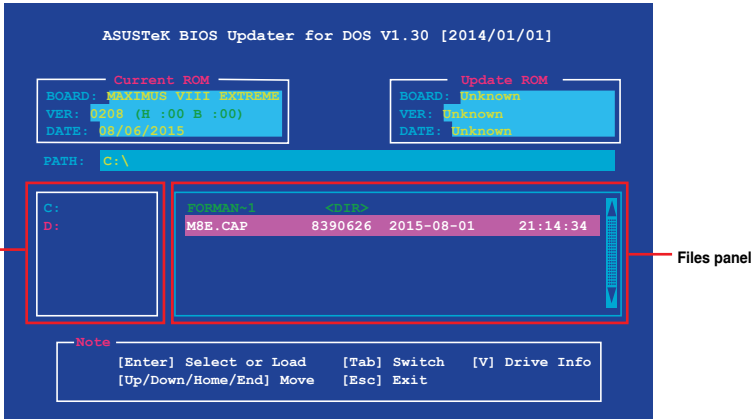 ASUSTeK BIOS Updater for DOS V1.30 [2014/01/01]
Current ROM
BOARD: MAXIMUS VIII EXTREME
VER: 0208 (H :00 B :00)
DATE: 08/06/2015
Update ROM
BOARD: Unknown
VER: Unknown
DATE: Unknown
PATH: C:\
C:
D:
FORMAN~1 <DIR>
M8E.CAP 8390626 2015-08-01 21:14:34
Files panel
Note
[Enter] Select or Load [Tab] Switch [V] Drive Info
[Up/Down/Home/End] Move [Esc] Exit